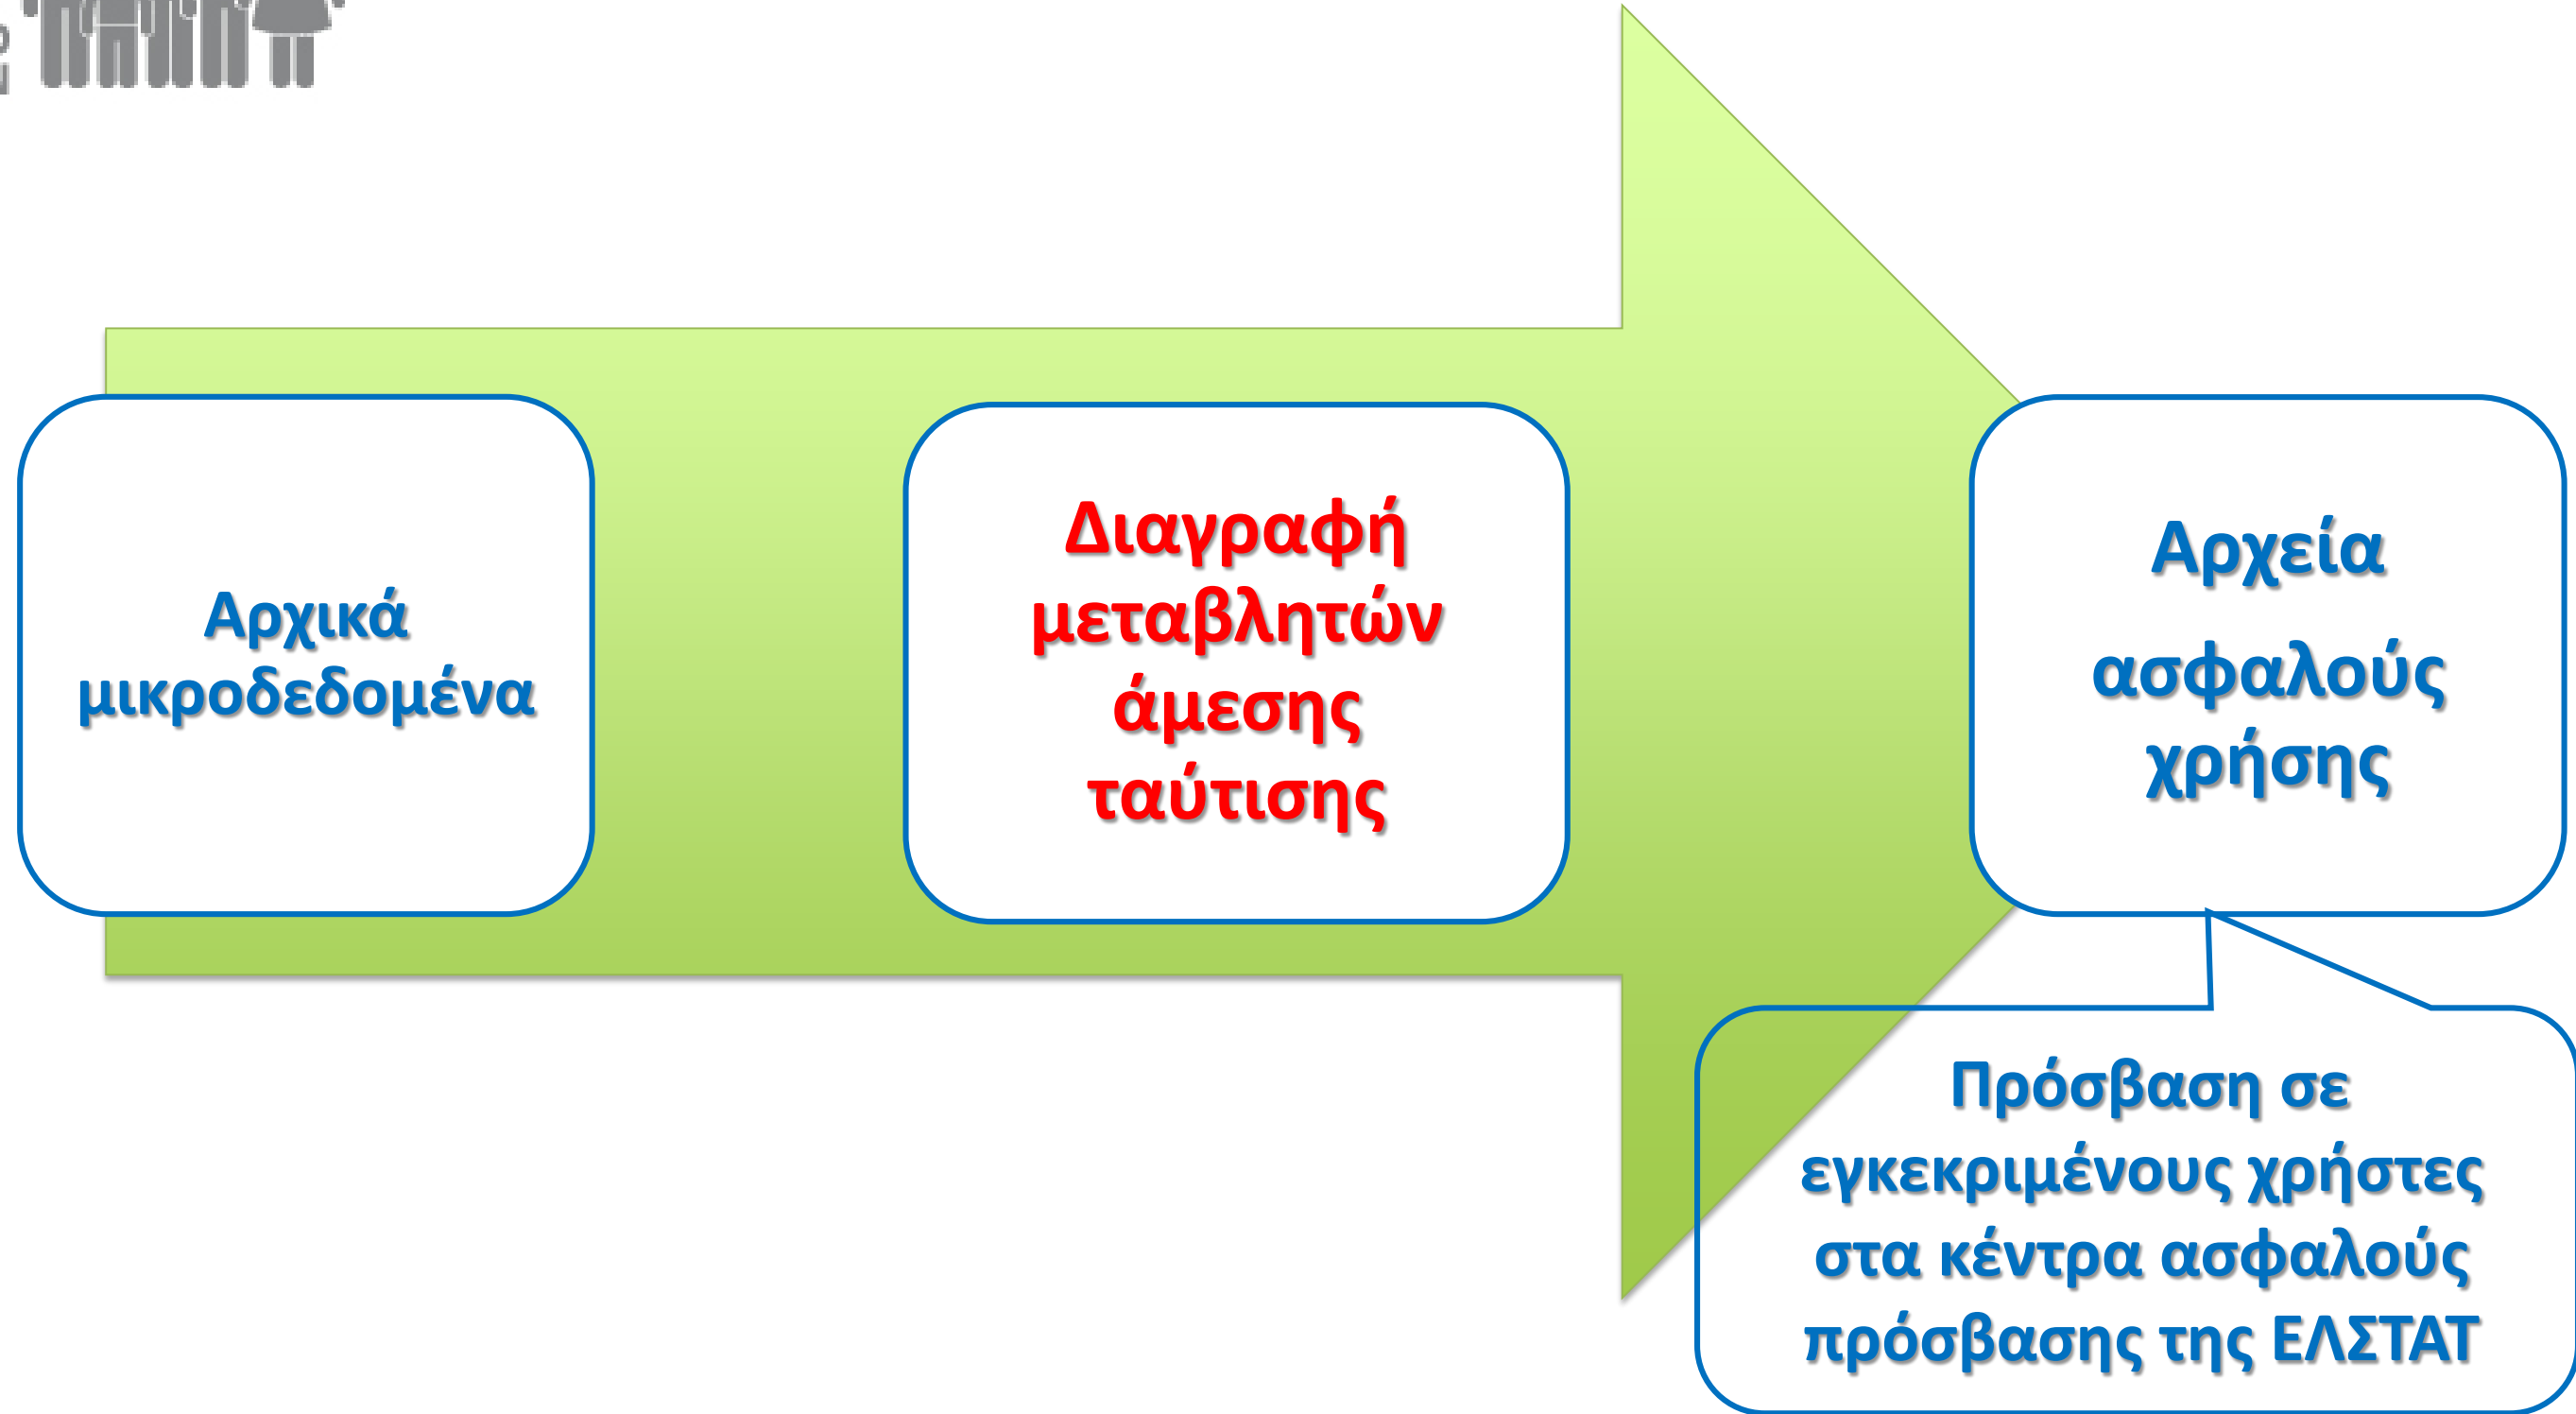 Αρχικά
μικροδεδομένα
Διαγραφή
μεταβλητών
άμεσης
ταύτισης
Αρχεία
ασφαλούς
χρήσης
Πρόσβαση σε
εγκεκριμένους χρήστες
στα κέντρα ασφαλούς
πρόσβασης της ΕΛΣΤΑΤ